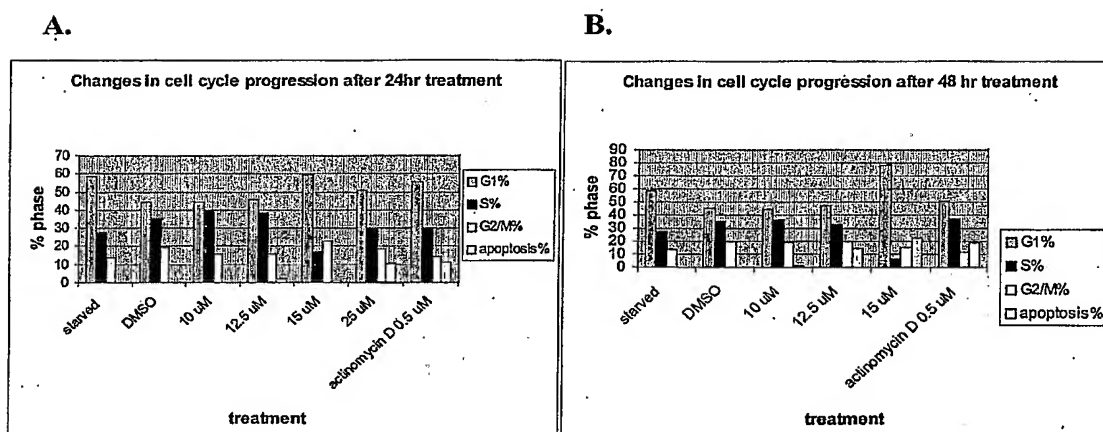 A.
B.
Changes in cell cycle progression after 24hr treatment
70
60
50
40
30
20
10
0
% phase
starved
DMSO
10 uM
12.5 uM
15 uM
25 uM
actinomycin D 0.5 uM
treatment
G1%
S%
G2/M%
apoptosis%
Changes in cell cycle progression after 48 hr treatment
90
80
70
60
50
40
30
20
10
0
% phase
starved
DMSO
10 uM
12.5 uM
15 uM
actinomycin D 0.5 uM
treatment
G1%
S%
G2/M%
apoptosis%